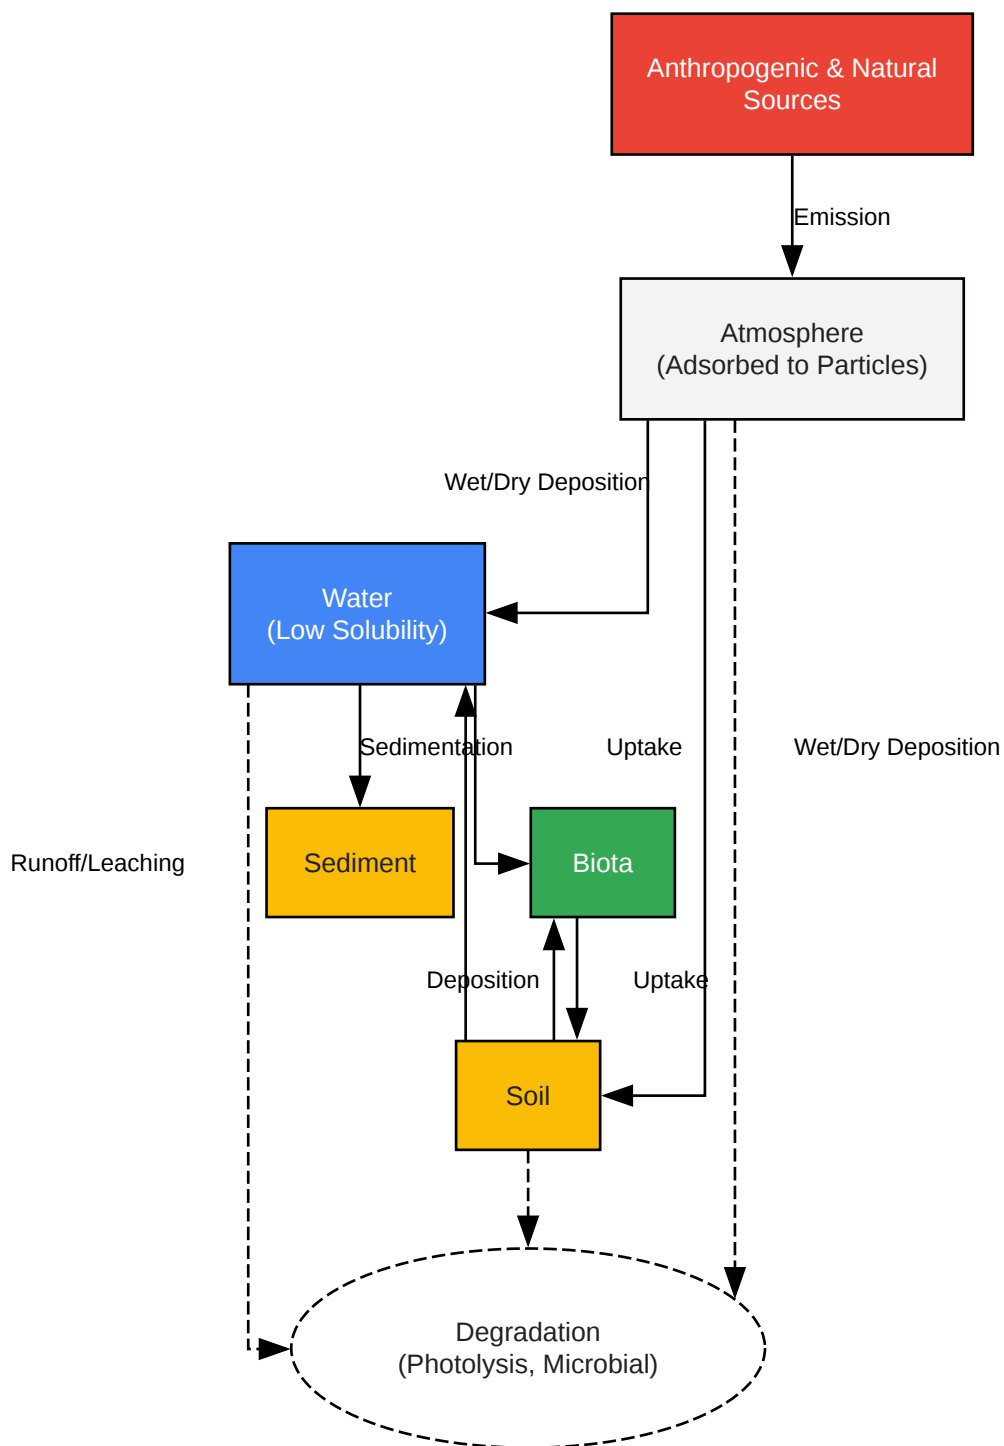 Anthropogenic & Natural
Sources
Emission
Atmosphere
(Adsorbed to Particles)
Wet/Dry Deposition
Water
(Low Solubility)
Sedimentation
Uptake
Wet/Dry Deposition
Runoff/Leaching
Sediment
Biota
Deposition
Uptake
Soil
Degradation
(Photolysis, Microbial)